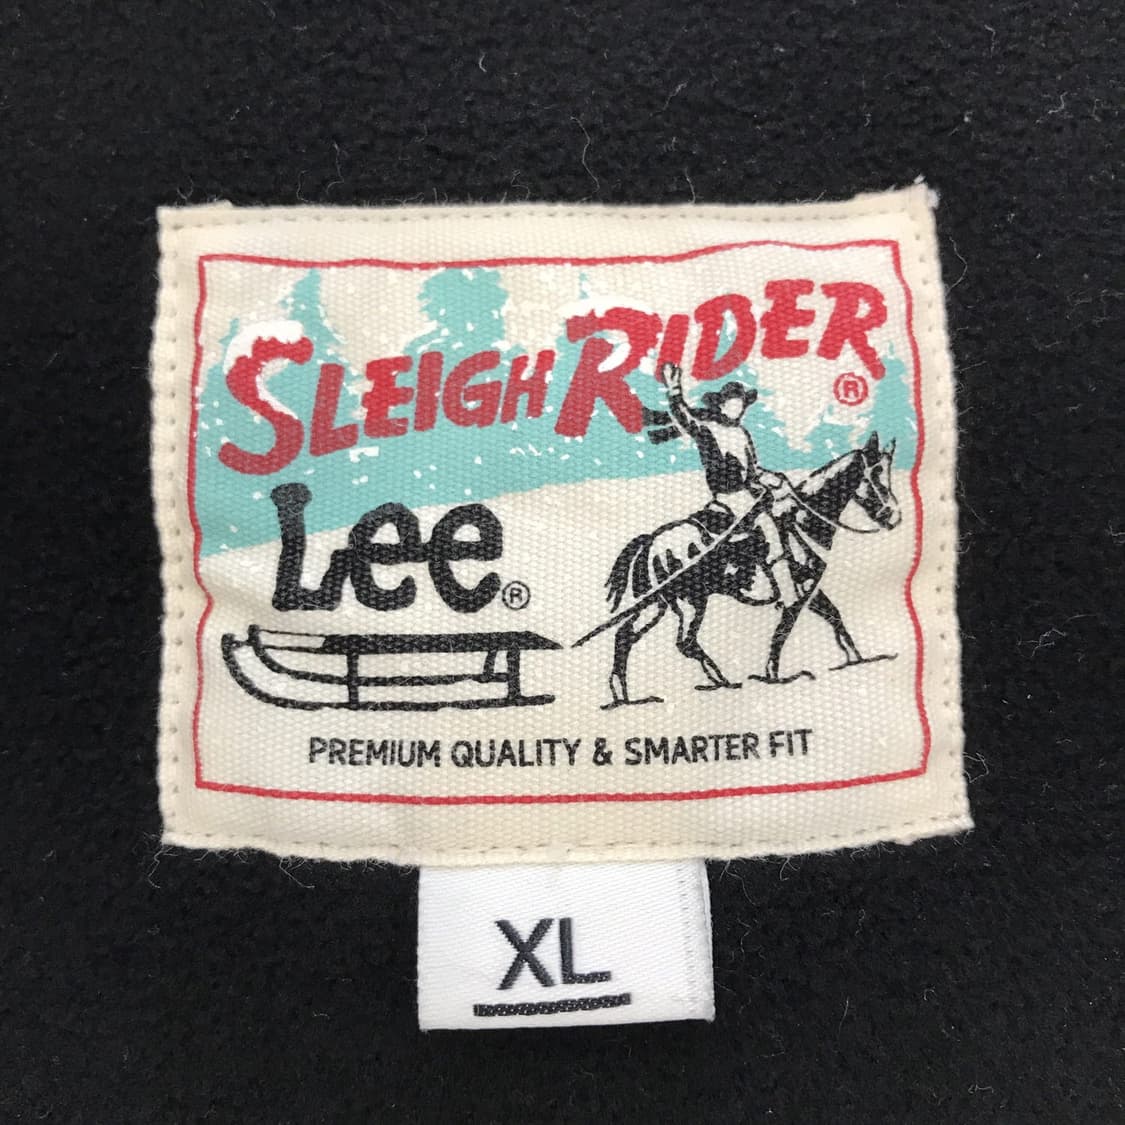 SLEIGH RIDER ®
Lee ®
PREMIUM QUALITY & SMARTER FIT
XL